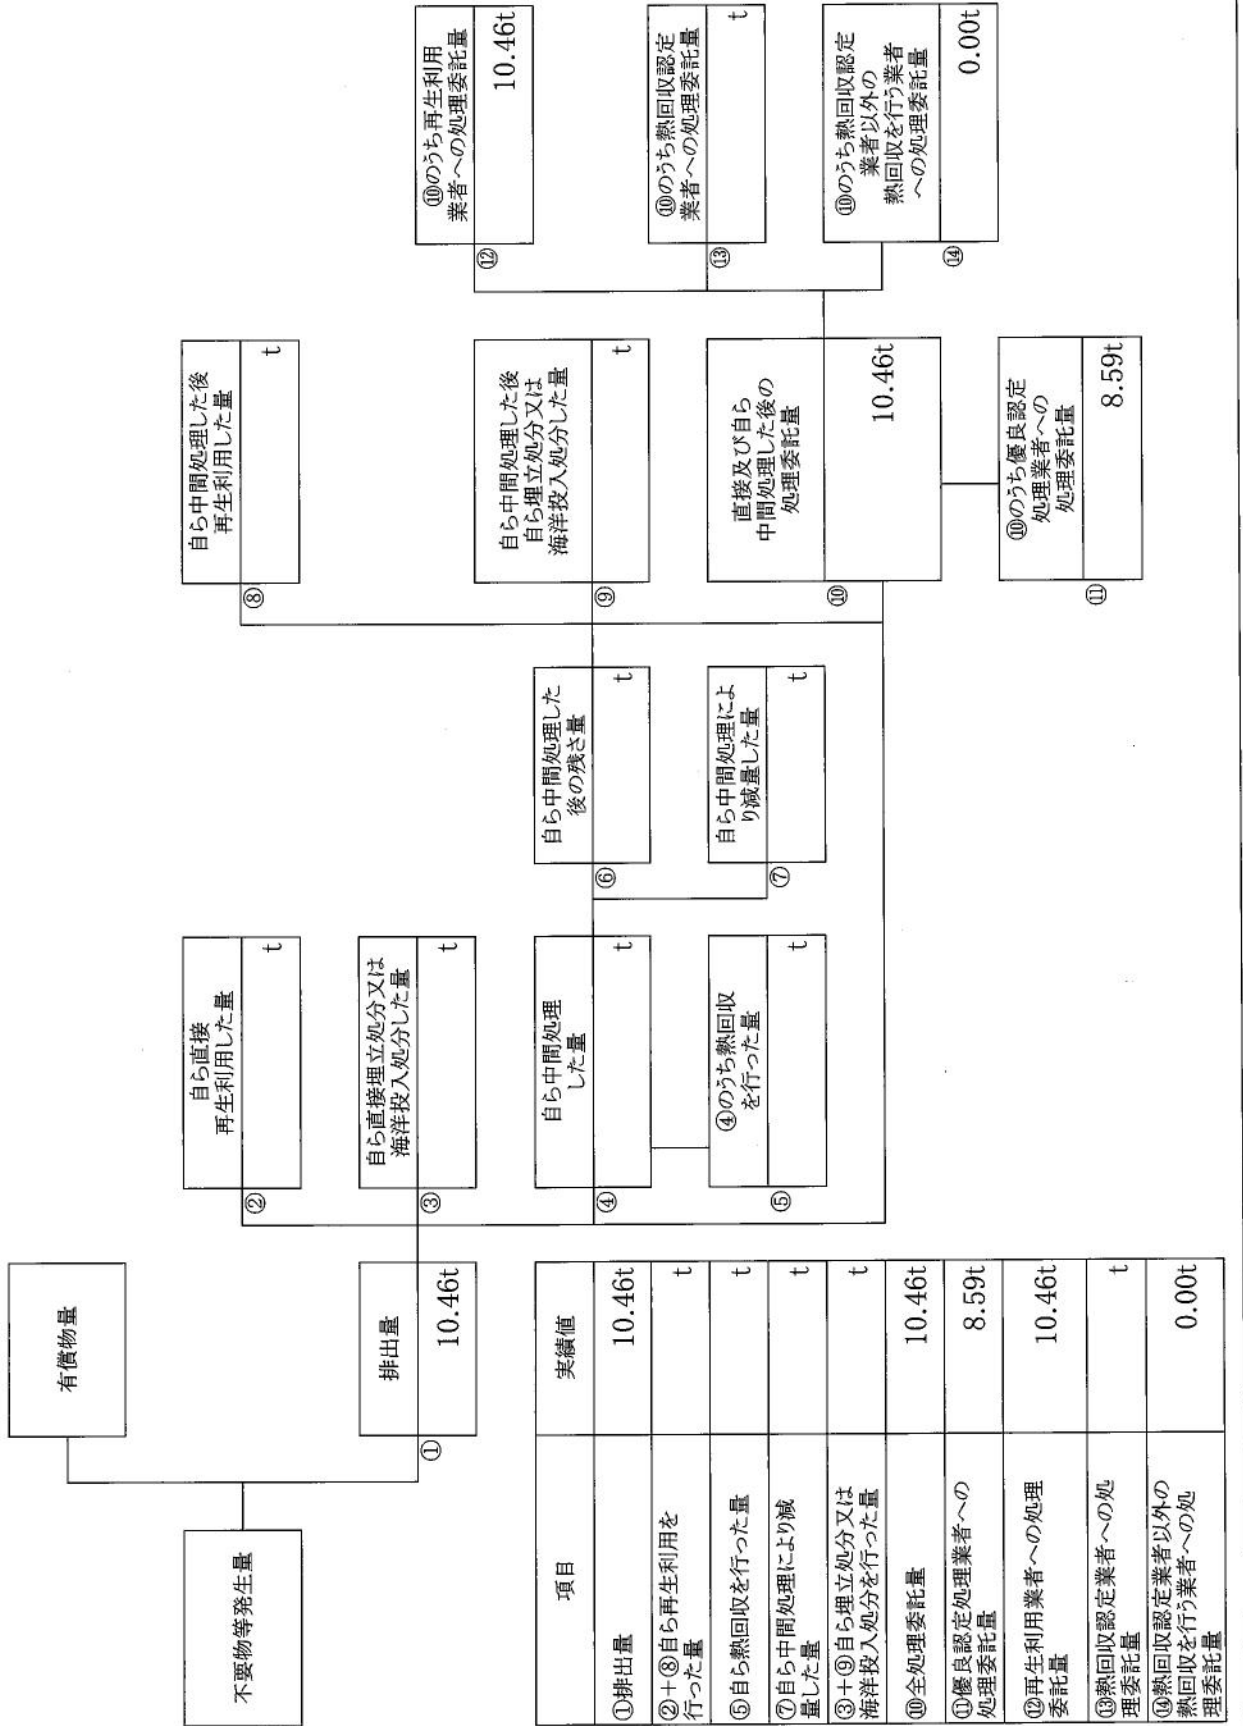 不要物等発生量
有償物量
①
排出量
10.46t
②
自ら直接
再生利用した量
t
③
自ら直接埋立処分又は
海洋投入処分した量
t
④
自ら中間処理
した量
t
⑤
④のうち熱回収
を行った量
t
⑥
自ら中間処理した
後の残さ量
t
⑦
自ら中間処理によ
り減量した量
t
⑧
自ら中間処理した後
再生利用した量
t
⑨
自ら中間処理した後
自ら埋立処分又は
海洋投入処分した量
t
⑩
直接及び自ら
中間処理した後の
処理委託量
10.46t
⑪
⑩のうち優良認定
処理業者への
処理委託量
8.59t
⑫
⑩のうち再生利用
業者への処理委託量
10.46t
⑬
⑩のうち熱回収認定
業者への処理委託量
t
⑭
⑩のうち熱回収認定
業者以外の
熱回収を行う業者
への処理委託量
0.00t
項目
実績値
①排出量
10.46t
②+⑧自ら再生利用を
行った量
t
⑤自ら熱回収を行った量
t
⑦自ら中間処理により減
量した量
t
③+⑨自ら埋立処分又は
海洋投入処分を行った量
t
⑩全処理委託量
10.46t
⑪優良認定処理業者への
処理委託量
8.59t
⑫再生利用業者への処理
委託量
10.46t
⑬熱回収認定業者への処
理委託量
t
⑭熱回収認定業者以外の
熱回収を行う業者への処
理委託量
0.00t